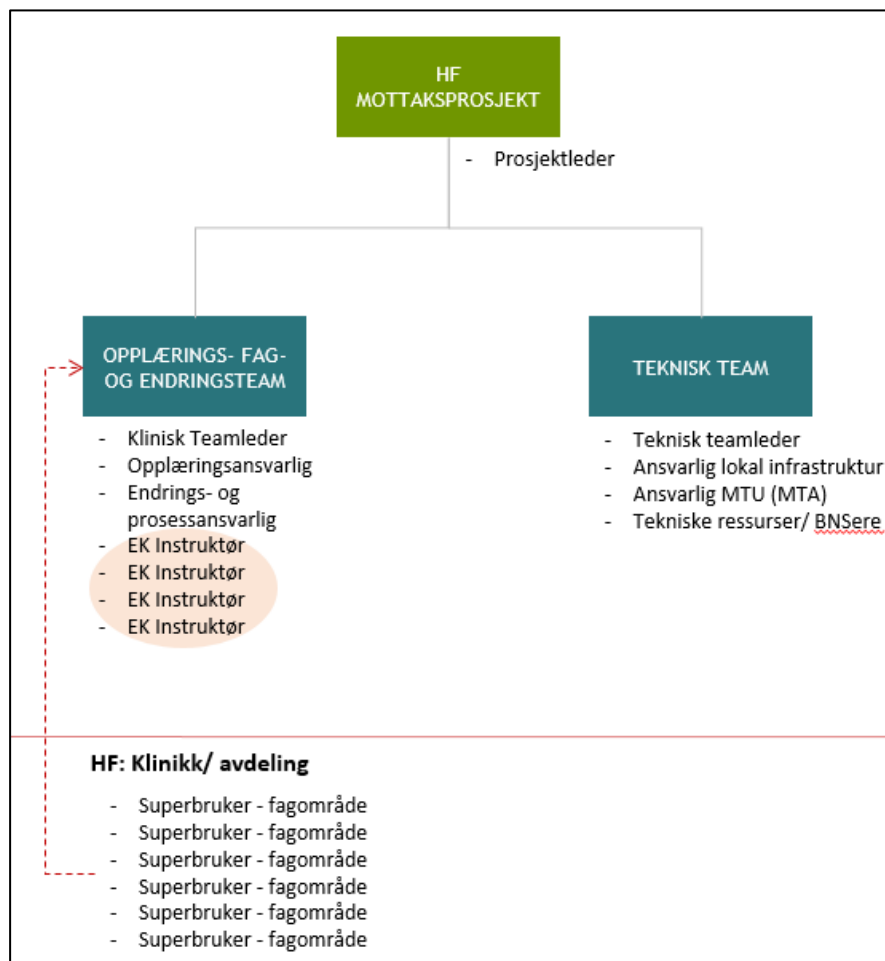 HF
MOTTAKSPROSJEKT
- Prosjektleder
OPPLÆRINGS- FAG-
OG ENDRINGSTEAM
- Klinisk Teamleder
- Opplæringsansvarlig
- Endrings- og
prosessansvarlig
- EK Instruktør
- EK Instruktør
- EK Instruktør
- EK Instruktør
TEKNISK TEAM
- Teknisk teamleder
- Ansvarlig lokal infrastruktur
- Ansvarlig MTU (MTA)
- Tekniske ressurser/ BNSere
HF: Klinikk/ avdeling
- Superbruker - fagområde
- Superbruker - fagområde
- Superbruker - fagområde
- Superbruker - fagområde
- Superbruker - fagområde
- Superbruker - fagområde